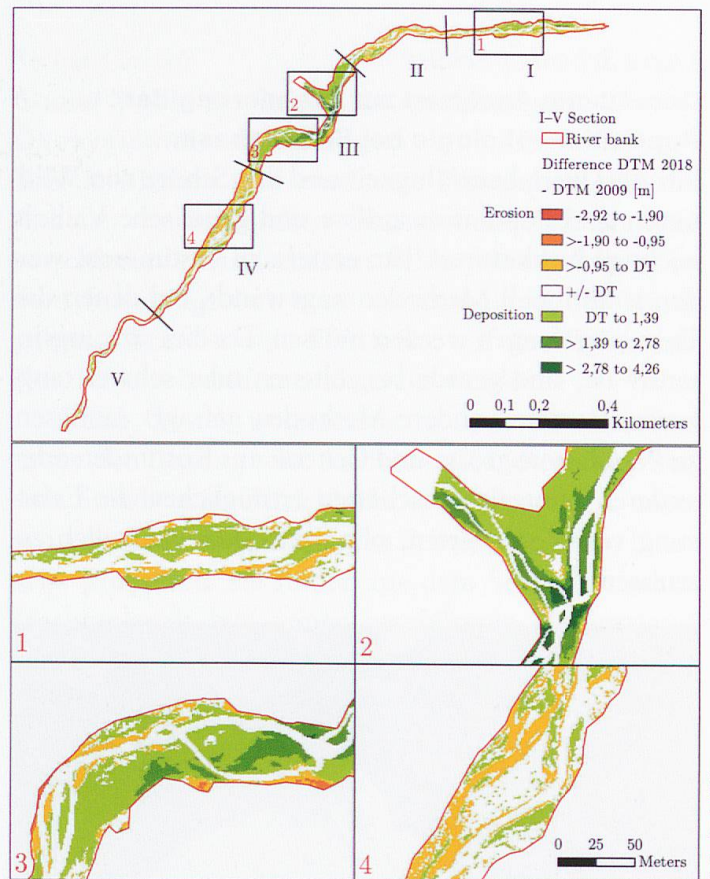 I
II
III
IV
V
1
2
3
4
I–V Section
River bank
Difference DTM 2018
- DTM 2009 [m]
Erosion -2,92 to -1,90
>-1,90 to -0,95
>-0,95 to DT
+/- DT
Deposition DT to 1,39
> 1,39 to 2,78
> 2,78 to 4,26
0 0,1 0,2 0,4
Kilometers
1
2
3
4
0 25 50
Meters